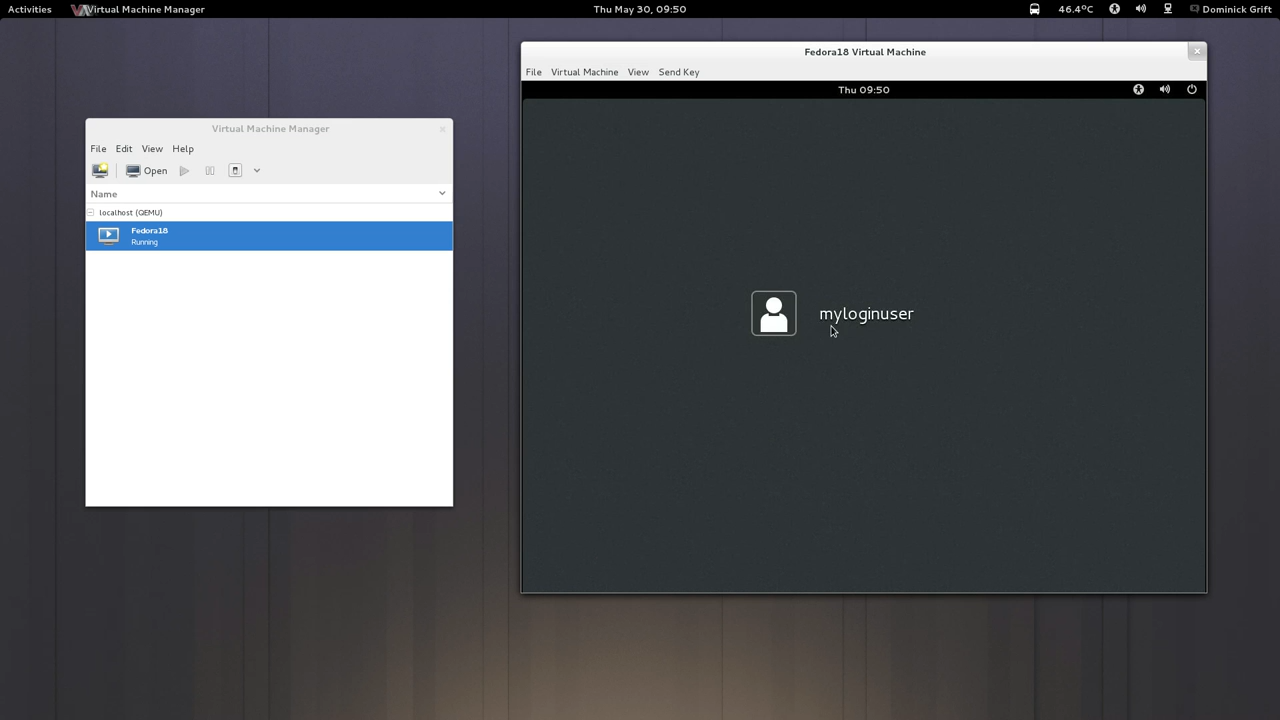 Activities Virtual Machine Manager Thu May 30, 09:50 46.4°C Dominick Grift
Virtual Machine Manager
File Edit View Help
Open
Name
localhost (QEMU)
Fedora18
Running
Fedora18 Virtual Machine
File Virtual Machine View Send Key
Thu 09:50
myloginuser